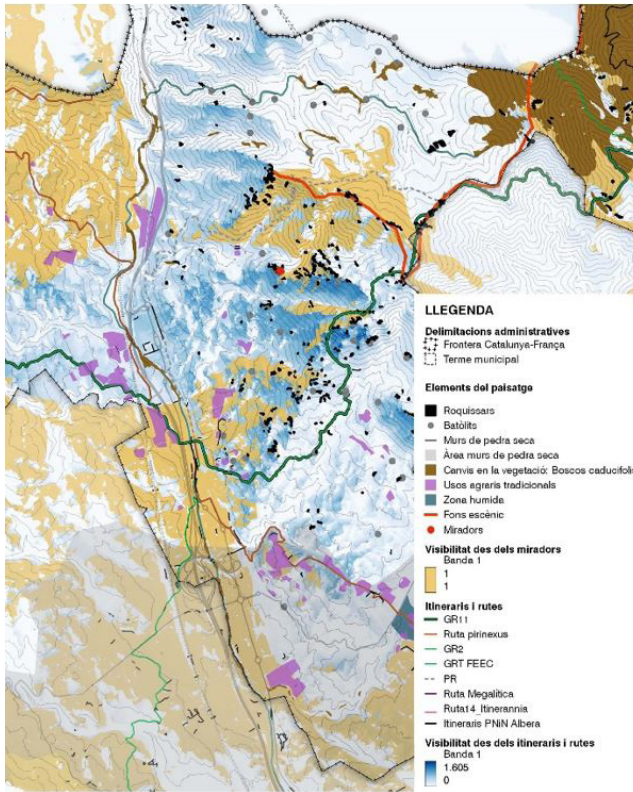 LLEGENDA
Delimitacions administratives
Frontera Catalunya-França
Terme municipal
Elements del paisatge
Roquissars
Batòlits
Murs de pedra seca
Àrea murs de pedra seca
Canvis en la vegetació: Boscos caducifoli
Usos agraris tradicionals
Zona humida
Fons escènic
Miradors
Visibilitat des dels miradors
Banda 1
1
1
Itineraris i rutes
GR11
Ruta pirinexus
GR2
GRT FEEC
PR
Ruta Megalítica
Ruta14_Itinerannia
Itineraris PNiN Albera
Visibilitat des dels itineraris i rutes
Banda 1
1.605
0